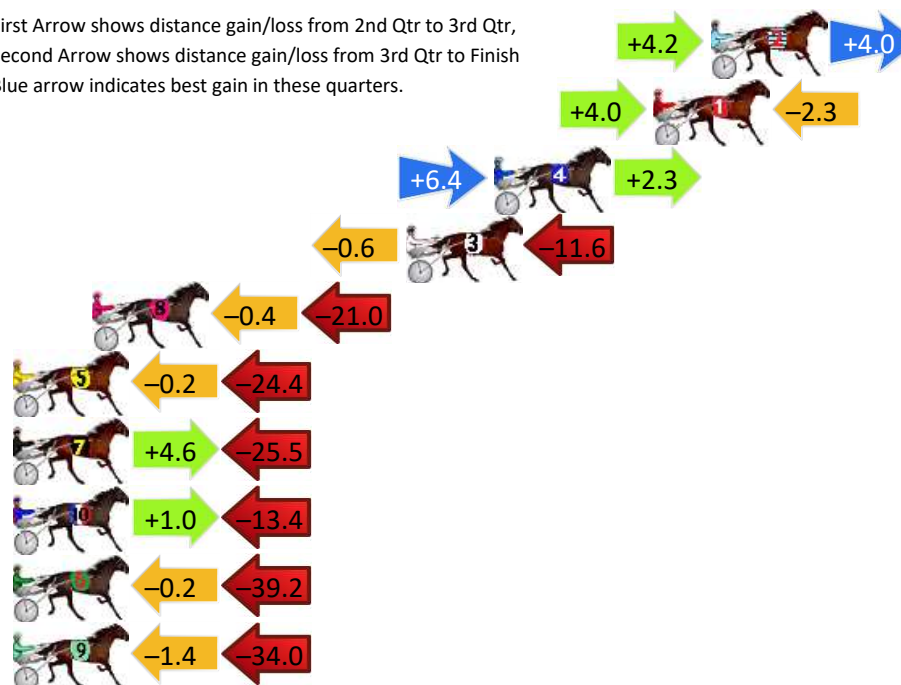 irst Arrow shows distance gain/loss from 2nd Qtr to 3rd Qtr,
econd Arrow shows distance gain/loss from 3rd Qtr to Finish
Blue arrow indicates best gain in these quarters.
+4.2 2 +4.0
+4.0 1 –2.3
+6.4 4 +2.3
–0.6 3 –11.6
8 –0.4 –21.0
5 –0.2 –24.4
7 +4.6 –25.5
10 +1.0 –13.4
6 –0.2 –39.2
9 –1.4 –34.0